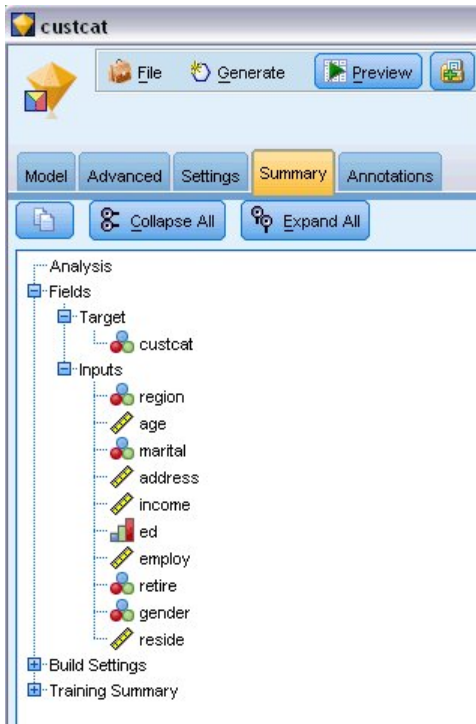 custcat
File Generate Preview
Model Advanced Settings Summary Annotations
Collapse All Expand All
Analysis
Fields
Target
custcat
Inputs
region
age
marital
address
income
ed
employ
retire
gender
reside
Build Settings
Training Summary